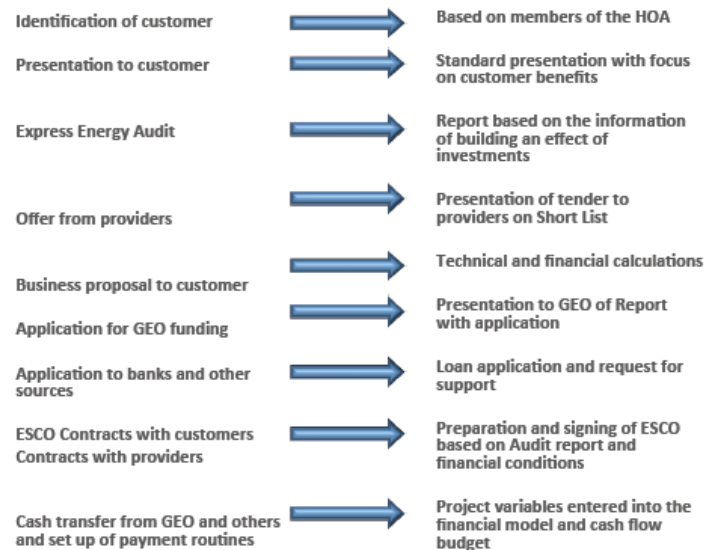 Identification of customer
Based on members of the HOA
Presentation to customer
Standard presentation with focus
on customer benefits
Express Energy Audit
Report based on the information
of building an effect of
investments
Offer from providers
Presentation of tender to
providers on Short List
Business proposal to customer
Technical and financial calculations
Application for GEO funding
Presentation to GEO of Report
with application
Application to banks and other
sources
Loan application and request for
support
ESCO Contracts with customers
Contracts with providers
Preparation and signing of ESCO
based on Audit report and
financial conditions
Cash transfer from GEO and others
and set up of payment routines
Project variables entered into the
financial model and cash flow
budget